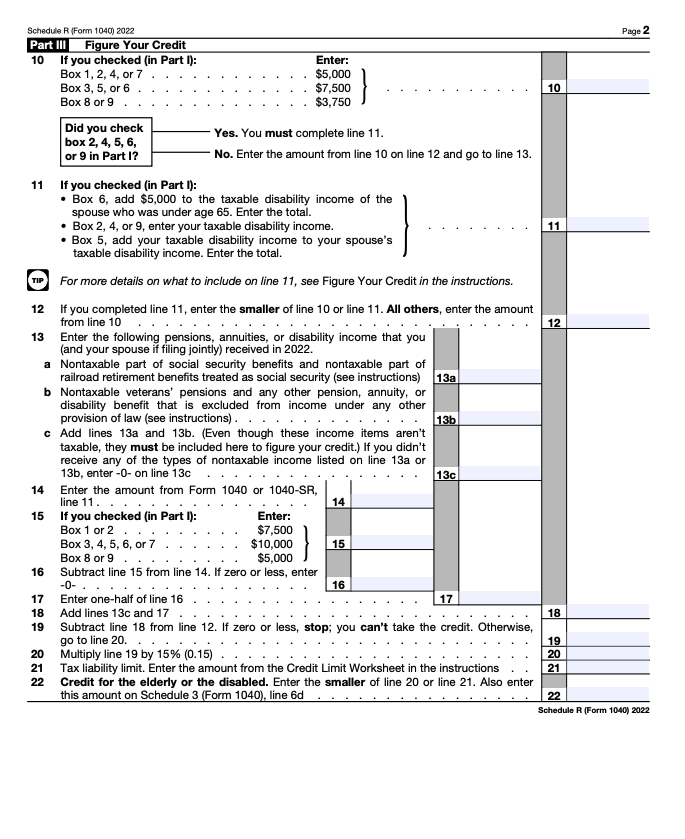 Schedule R (Form 1040) 2022 Page 2
Part III Figure Your Credit
10 If you checked (in Part I): Enter:
Box 1, 2, 4, or 7 . . . . . . . . . . . . $5,000
Box 3, 5, or 6 . . . . . . . . . . . . . $7,500 . . . . . . . . . . . 10
Box 8 or 9 . . . . . . . . . . . . . . $3,750
Did you check
box 2, 4, 5, 6,
or 9 in Part I?
Yes. You must complete line 11.
No. Enter the amount from line 10 on line 12 and go to line 13.
11 If you checked (in Part I):
• Box 6, add $5,000 to the taxable disability income of the
spouse who was under age 65. Enter the total.
• Box 2, 4, or 9, enter your taxable disability income. . . . . . . . . 11
• Box 5, add your taxable disability income to your spouse's
taxable disability income. Enter the total.
TIP For more details on what to include on line 11, see Figure Your Credit in the instructions.
12 If you completed line 11, enter the smaller of line 10 or line 11. All others, enter the amount
from line 10 . . . . . . . . . . . . . . . . . . . . . . . . 12
13 Enter the following pensions, annuities, or disability income that you
(and your spouse if filing jointly) received in 2022.
a Nontaxable part of social security benefits and nontaxable part of
railroad retirement benefits treated as social security (see instructions) 13a
b Nontaxable veterans' pensions and any other pension, annuity, or
disability benefit that is excluded from income under any other
provision of law (see instructions) . . . . . . . . . . . . . . 13b
c Add lines 13a and 13b. (Even though these income items aren't
taxable, they must be included here to figure your credit.) If you didn't
receive any of the types of nontaxable income listed on line 13a or
13b, enter -0- on line 13c . . . . . . . . . . . . . . . . 13c
14 Enter the amount from Form 1040 or 1040-SR,
line 11 . . . . . . . . . . . . . . . . 14
15 If you checked (in Part I): Enter:
Box 1 or 2 . . . . . . . . $7,500
Box 3, 4, 5, 6, or 7 . . . . . . $10,000 15
Box 8 or 9 . . . . . . . . $5,000
16 Subtract line 15 from line 14. If zero or less, enter
-0- . . . . . . . . . . . . . . . . . 16
17 Enter one-half of line 16 . . . . . . . . . . . . . . . . . 17
18 Add lines 13c and 17 . . . . . . . . . . . . . . . . . . . . . . 18
19 Subtract line 18 from line 12. If zero or less, stop; you can't take the credit. Otherwise,
go to line 20. . . . . . . . . . . . . . . . . . . . . . . . . 19
20 Multiply line 19 by 15% (0.15) . . . . . . . . . . . . . . . . . . . 20
21 Tax liability limit. Enter the amount from the Credit Limit Worksheet in the instructions . . 21
22 Credit for the elderly or the disabled. Enter the smaller of line 20 or line 21. Also enter
this amount on Schedule 3 (Form 1040), line 6d . . . . . . . . . . . . . 22
Schedule R (Form 1040) 2022